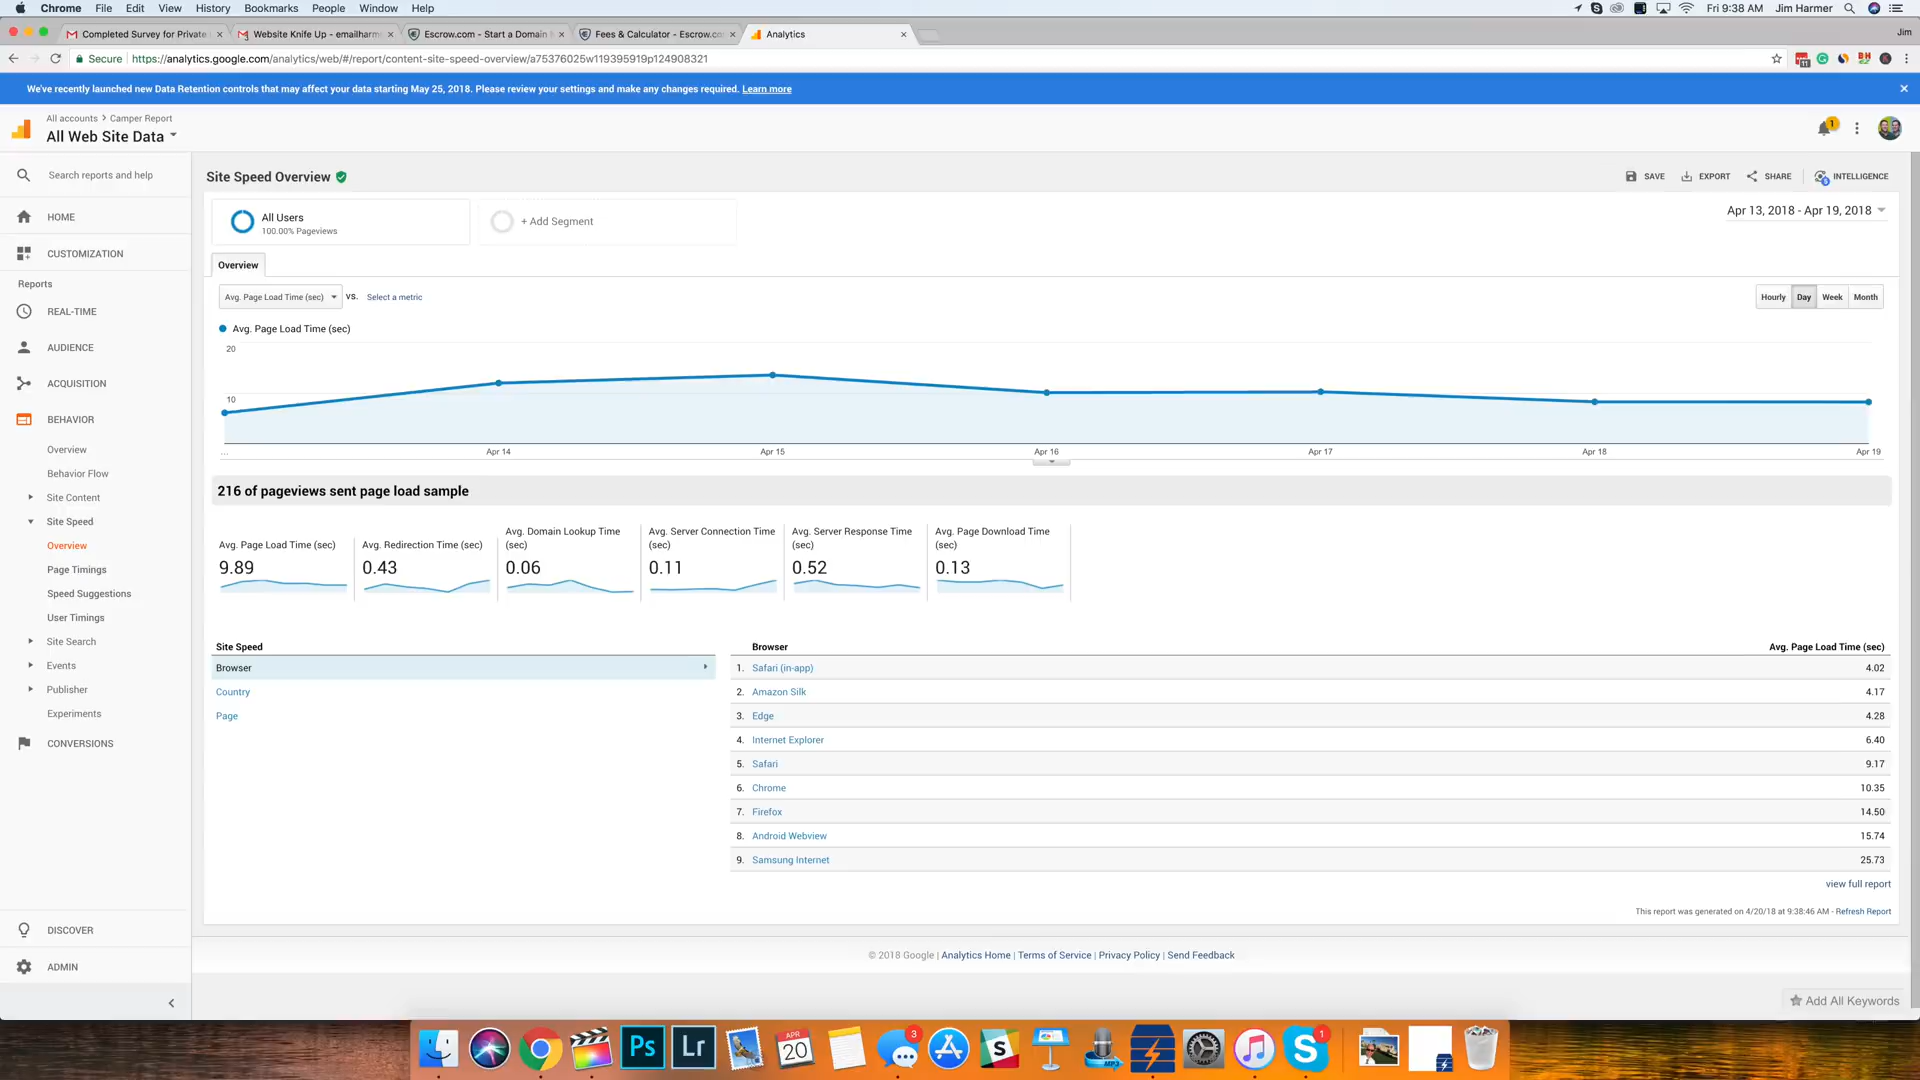 Chrome File Edit View History Bookmarks People Window Help Fri 9:38 AM Jim Harmer
Completed Survey for Private Website Knife Up - emailharm Escrow.com - Start a Domain Fees & Calculator - Escrow.co Analytics Jim
Secure https://analytics.google.com/analytics/web/#/report/content-site-speed-overview/a75376025w119395919p124908321 11
We've recently launched new Data Retention controls that may affect your data starting May 25, 2018. Please review your settings and make any changes required. Learn more
All accounts > Camper Report
All Web Site Data
1
Search reports and help
HOME
CUSTOMIZATION
Reports
REAL-TIME
AUDIENCE
ACQUISITION
BEHAVIOR
Overview
Behavior Flow
Site Content
Site Speed
Overview
Page Timings
Speed Suggestions
User Timings
Site Search
Events
Publisher
Experiments
CONVERSIONS
DISCOVER
ADMIN
Site Speed Overview
SAVE EXPORT SHARE INTELLIGENCE
All Users
100.00% Pageviews
+ Add Segment
Apr 13, 2018 - Apr 19, 2018
Overview
Avg. Page Load Time (sec) VS. Select a metric
Hourly Day Week Month
Avg. Page Load Time (sec)
20
10
... Apr 14 Apr 15 Apr 16 Apr 17 Apr 18 Apr 19
216 of pageviews sent page load sample
Avg. Page Load Time (sec)
9.89
Avg. Redirection Time (sec)
0.43
Avg. Domain Lookup Time
(sec)
0.06
Avg. Server Connection Time
(sec)
0.11
Avg. Server Response Time
(sec)
0.52
Avg. Page Download Time
(sec)
0.13
Site Speed
Browser
Country
Page
Browser Avg. Page Load Time (sec)
1. Safari (in-app) 4.02
2. Amazon Silk 4.17
3. Edge 4.28
4. Internet Explorer 6.40
5. Safari 9.17
6. Chrome 10.35
7. Firefox 14.50
8. Android Webview 15.74
9. Samsung Internet 25.73
view full report
This report was generated on 4/20/18 at 9:38:46 AM - Refresh Report
© 2018 Google | Analytics Home | Terms of Service | Privacy Policy | Send Feedback
Add All Keywords
Ps Lr APR 20 3 S MP3 S 1